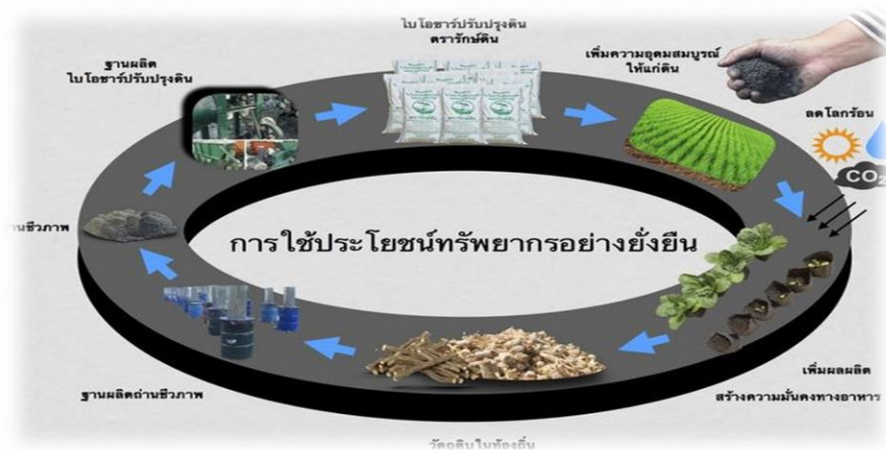 ไบโอชาร์ปรับปรุงดิน
ตรารักษ์ดิน
ฐานผลิต
ไบโอชาร์ปรับปรุงดิน
เพิ่มความอุดมสมบูรณ์
ให้แก่ดิน
ลดโลกร้อน
CO₂
การใช้ประโยชน์ทรัพยากรอย่างยั่งยืน
ฐานผลิตถ่านชีวภาพ
เพิ่มผลผลิต
สร้างความมั่นคงทางอาหาร
วัตถุดิบในท้องถิ่น